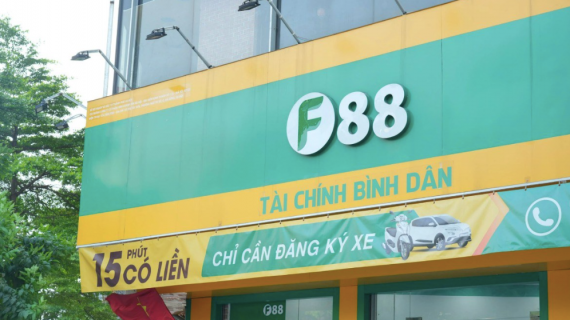 F88
TÀI CHÍNH BÌNH DÂN
15 PHÚT
CÓ LIỀN
CHỈ CẦN ĐĂNG KÝ XE
F88